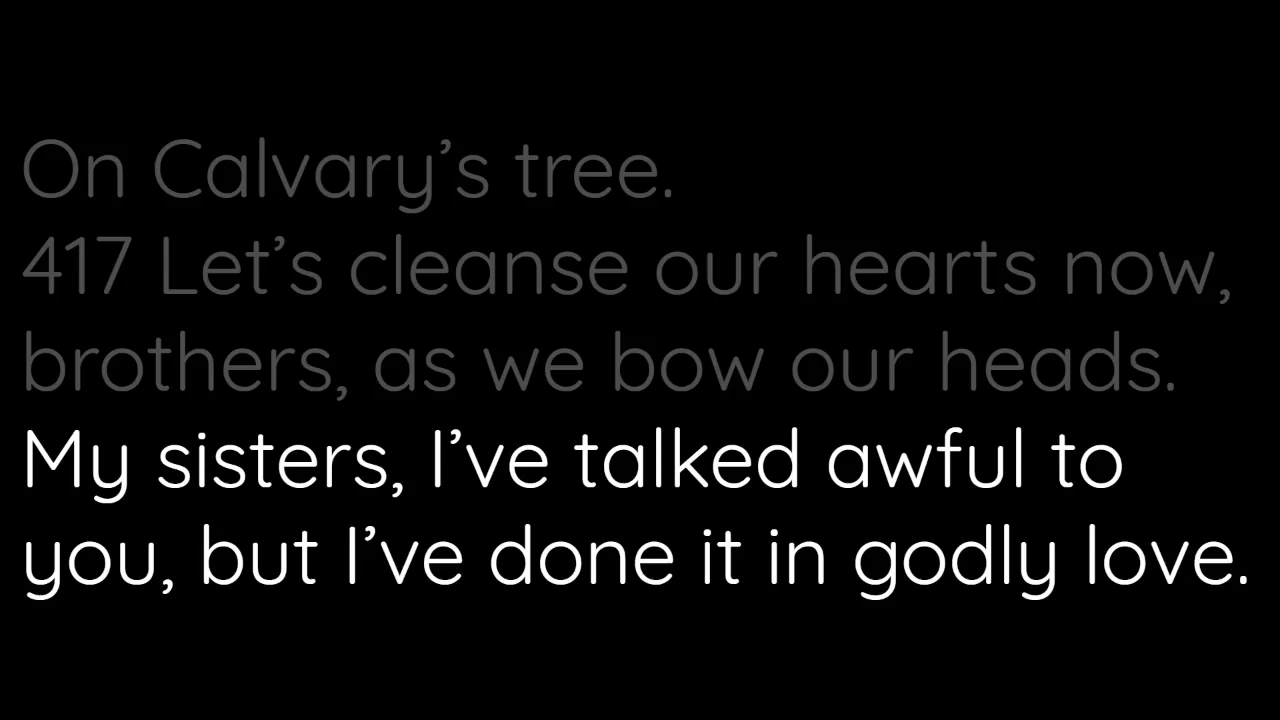 On Calvary’s tree.
417 Let’s cleanse our hearts now,
brothers, as we bow our heads.
My sisters, I’ve talked awful to
you, but I’ve done it in godly love.